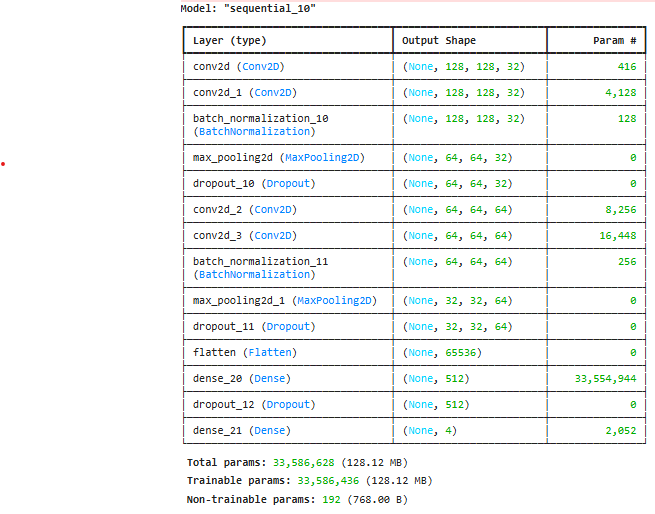 Model: "sequential_10"
Layer (type) Output Shape Param #
conv2d (Conv2D) (None, 128, 128, 32) 416
conv2d_1 (Conv2D) (None, 128, 128, 32) 4,128
batch_normalization_10 (None, 128, 128, 32) 128
(BatchNormalization)
max_pooling2d (MaxPooling2D) (None, 64, 64, 32) 0
dropout_10 (Dropout) (None, 64, 64, 32) 0
conv2d_2 (Conv2D) (None, 64, 64, 64) 8,256
conv2d_3 (Conv2D) (None, 64, 64, 64) 16,448
batch_normalization_11 (None, 64, 64, 64) 256
(BatchNormalization)
max_pooling2d_1 (MaxPooling2D) (None, 32, 32, 64) 0
dropout_11 (Dropout) (None, 32, 32, 64) 0
flatten (Flatten) (None, 65536) 0
dense_20 (Dense) (None, 512) 33,554,944
dropout_12 (Dropout) (None, 512) 0
dense_21 (Dense) (None, 4) 2,052
Total params: 33,586,628 (128.12 MB)
Trainable params: 33,586,436 (128.12 MB)
Non-trainable params: 192 (768.00 B)